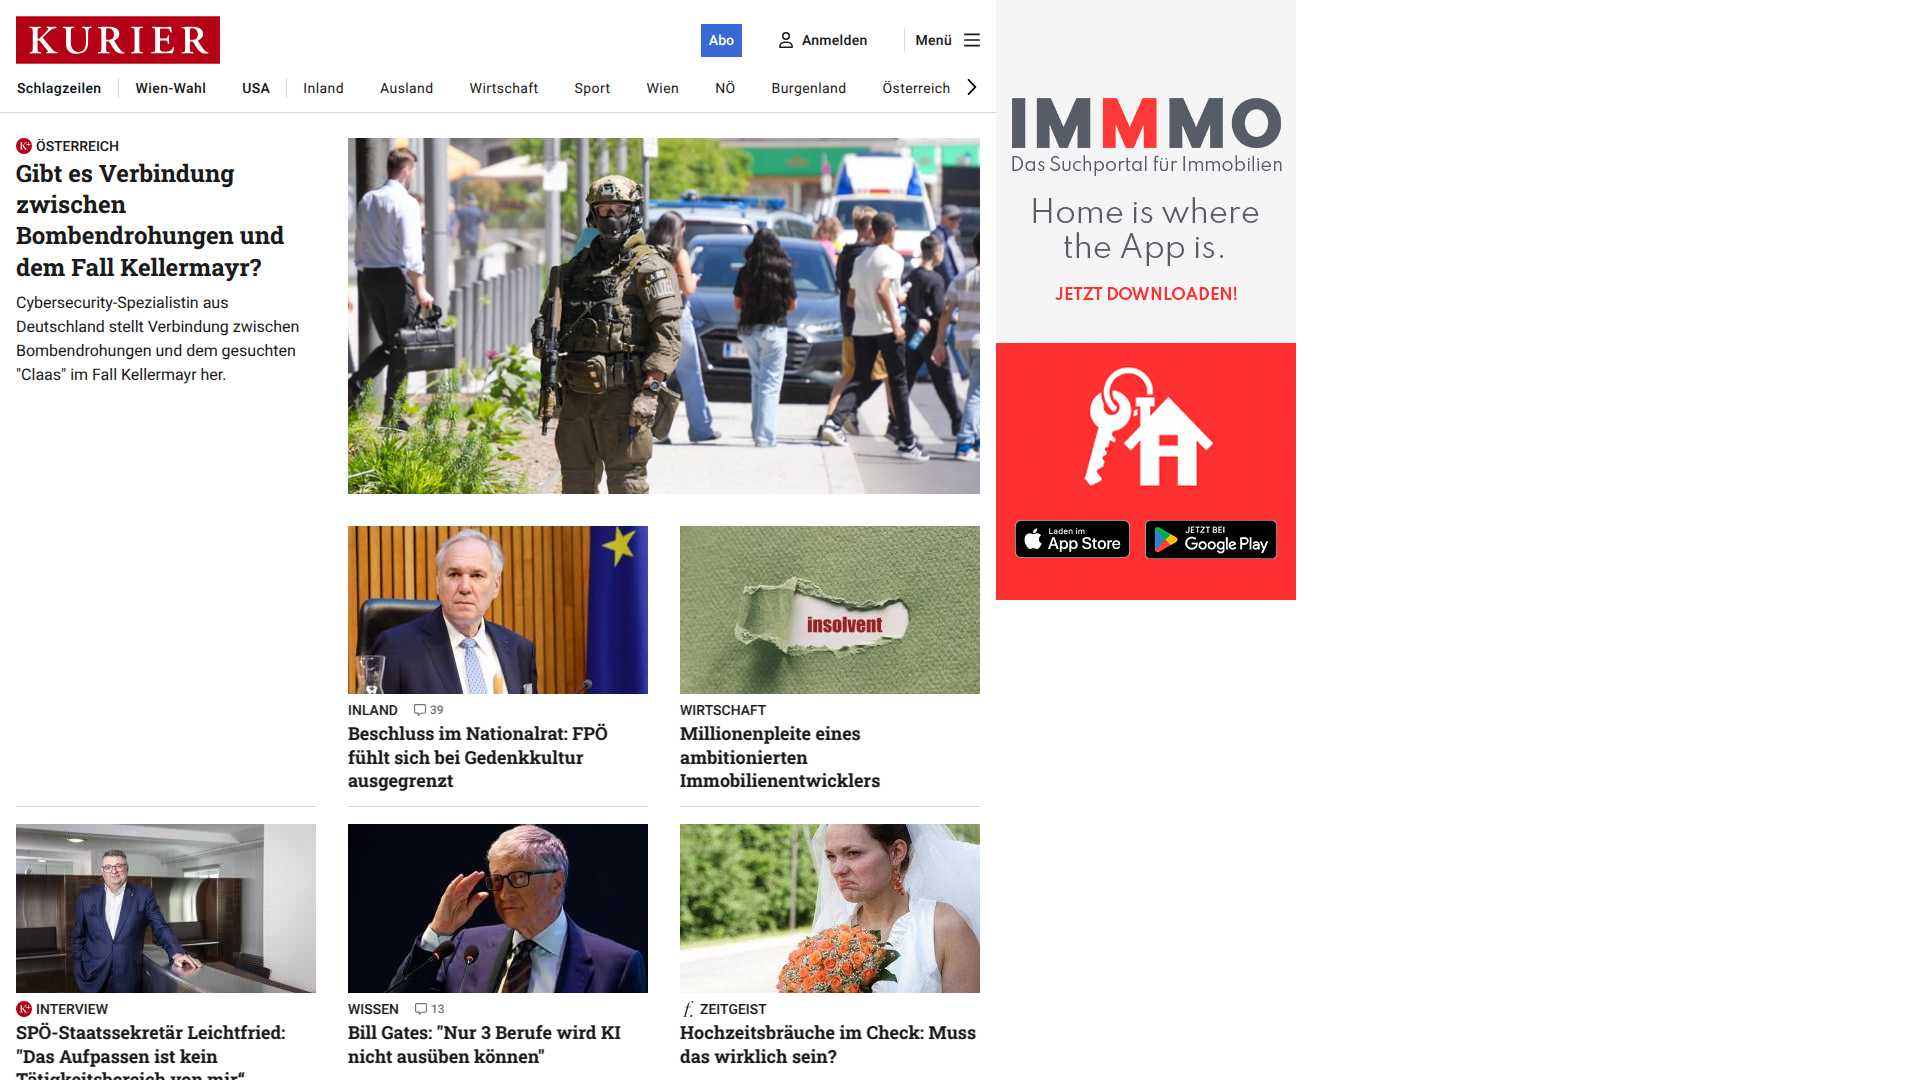 KURIER
Abo
Anmelden
Menü
Schlagzeilen
Wien-Wahl
USA
Inland
Ausland
Wirtschaft
Sport
Wien
NÖ
Burgenland
Österreich
K+ ÖSTERREICH
Gibt es Verbindung
zwischen
Bombendrohungen und
dem Fall Kellermayr?
Cybersecurity-Spezialistin aus
Deutschland stellt Verbindung zwischen
Bombendrohungen und dem gesuchten
"Claas" im Fall Kellermayr her.
POLIZEI
INLAND 39
Beschluss im Nationalrat: FPÖ
fühlt sich bei Gedenkkultur
ausgegrenzt
insolvent
WIRTSCHAFT
Millionenpleite eines
ambitionierten
Immobilienentwicklers
K+ INTERVIEW
SPÖ-Staatssekretär Leichtfried:
"Das Aufpassen ist kein
Tätigkeitsbereich von mir“
WISSEN 13
Bill Gates: "Nur 3 Berufe wird KI
nicht ausüben können"
f. ZEITGEIST
Hochzeitsbräuche im Check: Muss
das wirklich sein?
IMMMO
Das Suchportal für Immobilien
Home is where
the App is.
JETZT DOWNLOADEN!
Laden im
App Store
JETZT BEI
Google Play